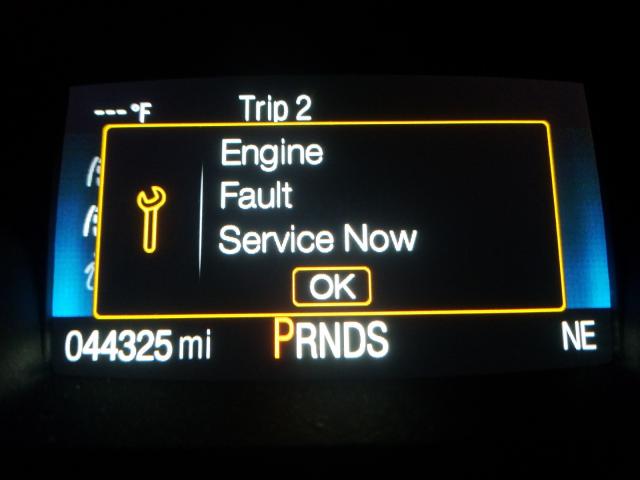 ---°F Trip 2
Engine
Fault
Service Now
OK
044325 mi PRNDS NE